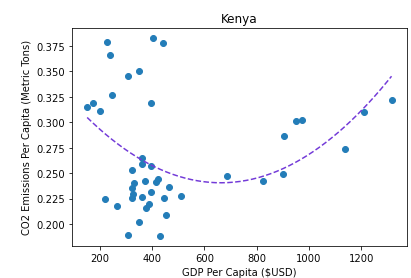 Kenya
CO2 Emissions Per Capita (Metric Tons)
0.375
0.350
0.325
0.300
0.275
0.250
0.225
0.200
200 400 600 800 1000 1200
GDP Per Capita ($USD)